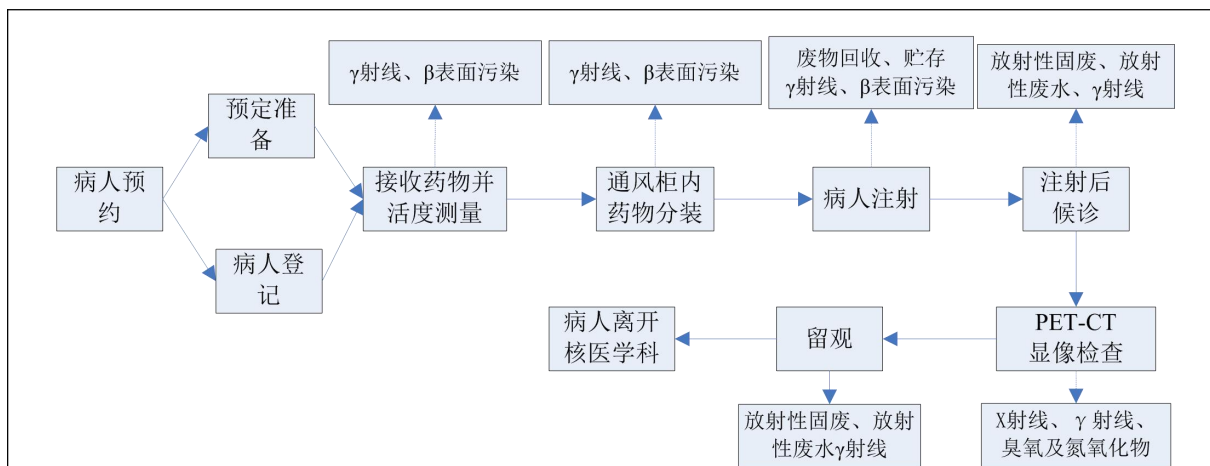 γ射线、β表面污染
γ射线、β表面污染
废物回收、贮存
γ射线、β表面污染
放射性固废、放射
性废水、γ射线
预定准
备
病人预
约
接收药物并
活度测量
通风柜内
药物分装
病人注射
注射后
候诊
病人登
记
病人离开
核医学科
留观
PET-CT
显像检查
放射性固废、放射
性废水γ射线
X射线、γ射线、
臭氧及氮氧化物